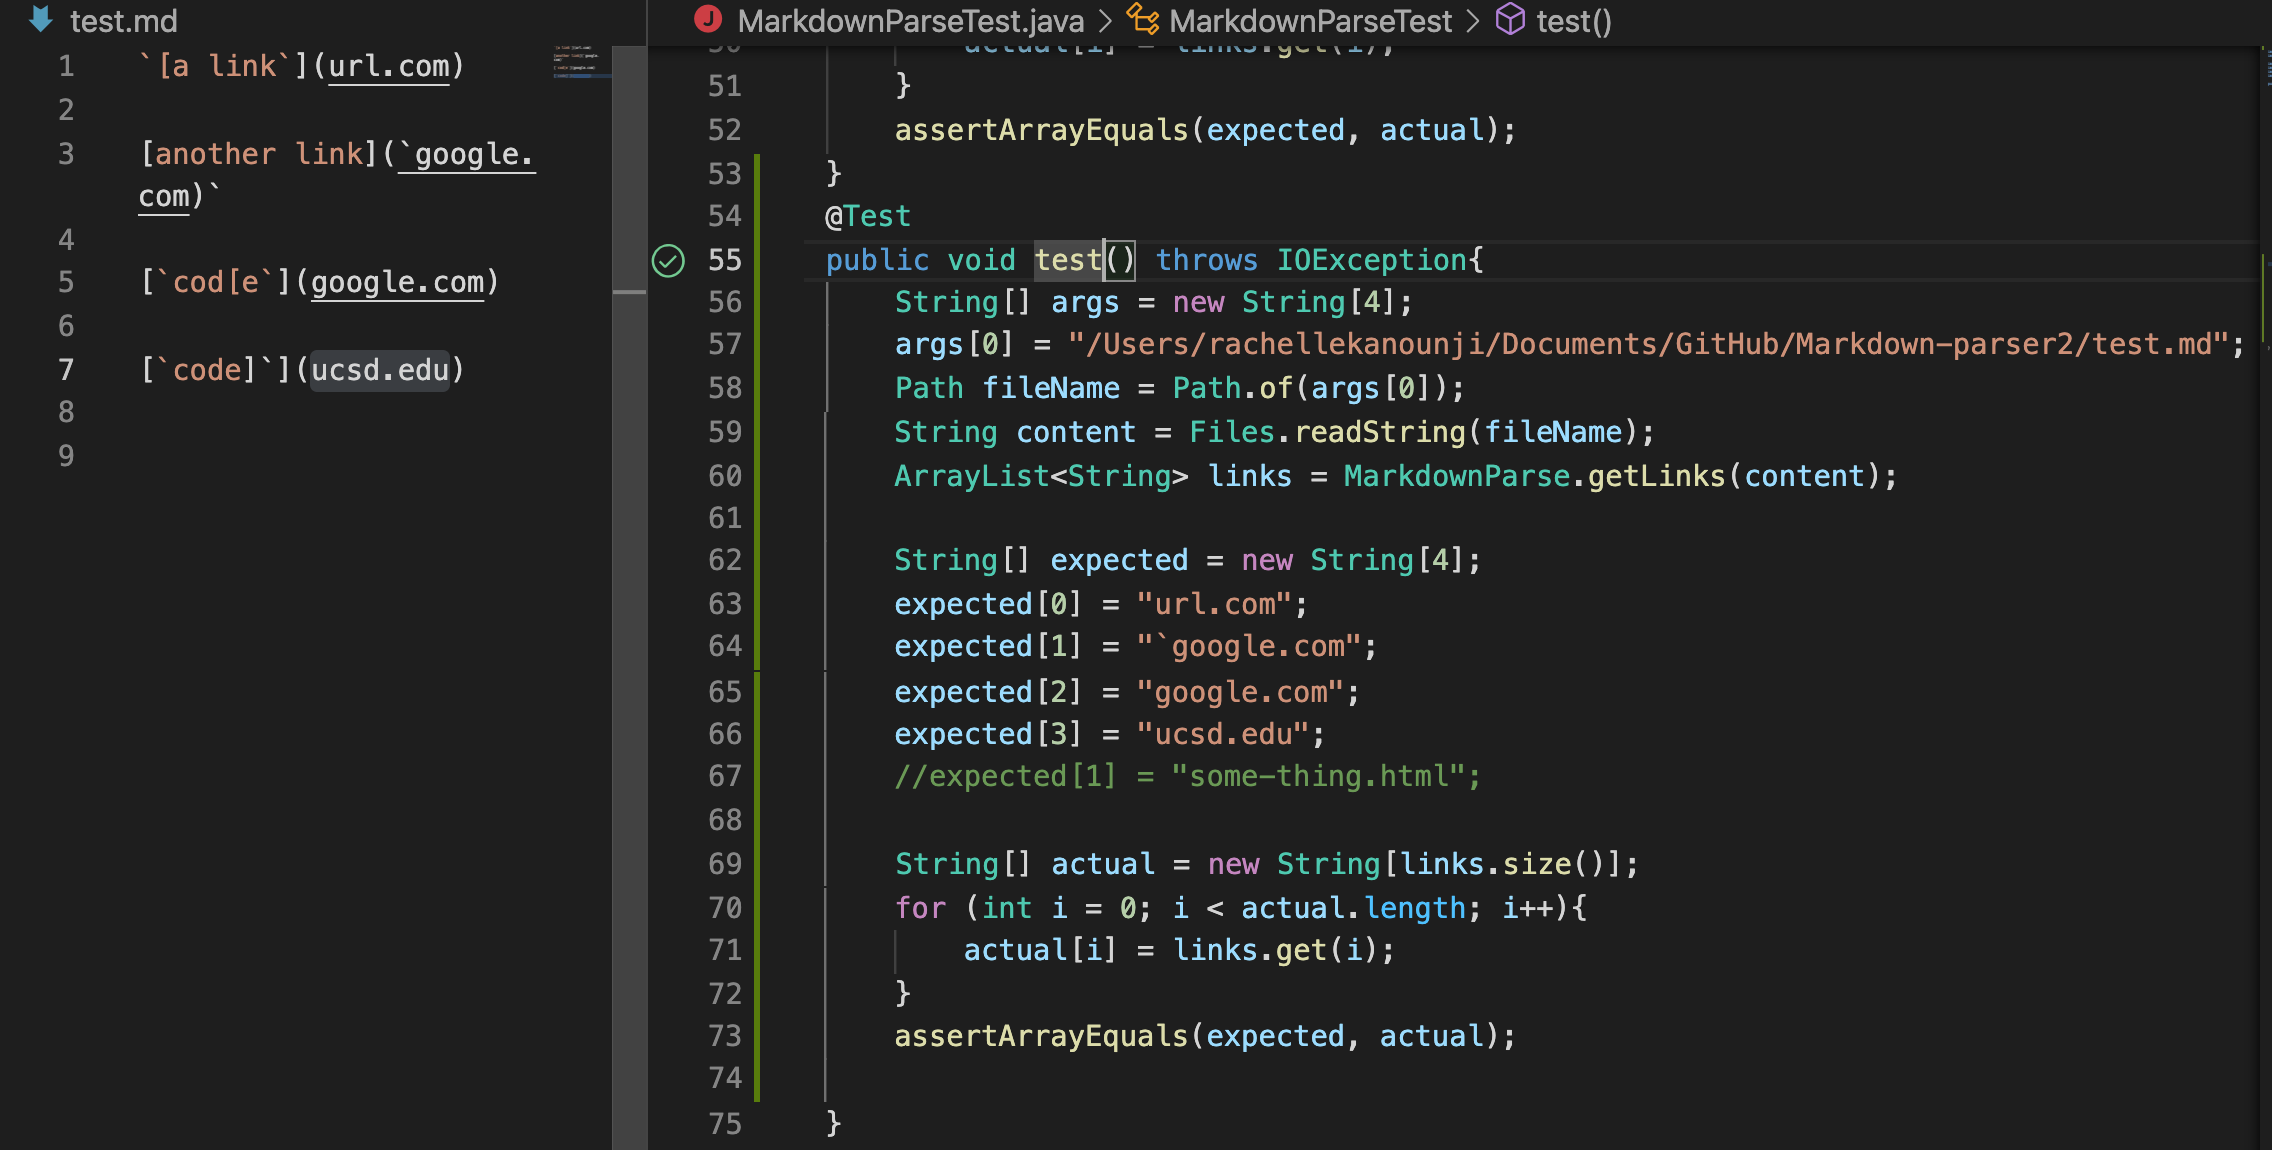 test.md
1 `[a link`](url.com)
2
3 [another link](`google.
com)`
4
5 [`cod[e`](google.com)
6
7 [`code]`](ucsd.edu)
8
9
MarkdownParseTest.java > MarkdownParseTest > test()
50 actual[i] = links.get(i);
51 }
52 assertArrayEquals(expected, actual);
53 }
54 @Test
55 public void test() throws IOException{
56 String[] args = new String[4];
57 args[0] = "/Users/rachellekanounji/Documents/GitHub/Markdown-parser2/test.md";
58 Path fileName = Path.of(args[0]);
59 String content = Files.readString(fileName);
60 ArrayList<String> links = MarkdownParse.getLinks(content);
61
62 String[] expected = new String[4];
63 expected[0] = "url.com";
64 expected[1] = "`google.com";
65 expected[2] = "google.com";
66 expected[3] = "ucsd.edu";
67 //expected[1] = "some-thing.html";
68
69 String[] actual = new String[links.size()];
70 for (int i = 0; i < actual.length; i++){
71 actual[i] = links.get(i);
72 }
73 assertArrayEquals(expected, actual);
74
75 }